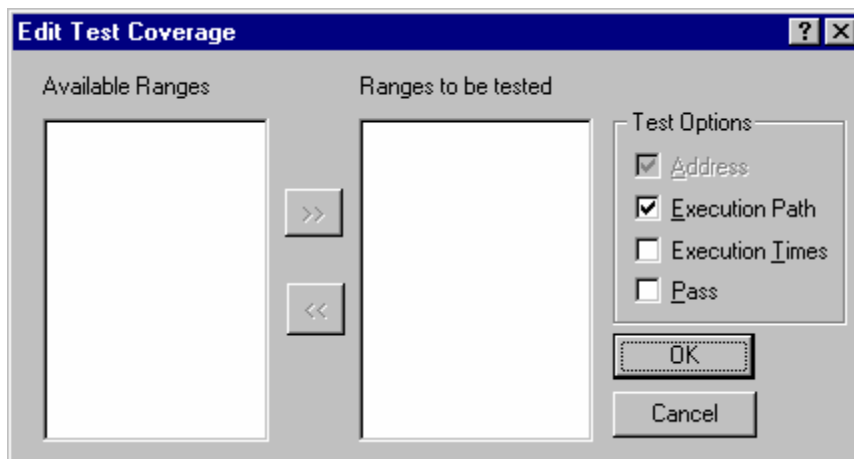 Edit Test Coverage
Available Ranges
Ranges to be tested
>>
<<
Test Options
Address
Execution Path
Execution Times
Pass
OK
Cancel